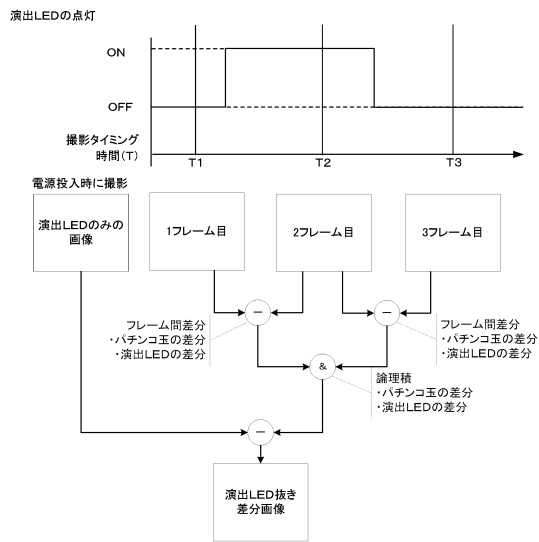 演出LEDの点灯
ON
OFF
撮影タイミング
時間(T)
T1
T2
T3
電源投入時に撮影
演出LEDのみの
画像
1フレーム目
2フレーム目
3フレーム目
−
−
フレーム間差分
・パチンコ玉の差分
・演出LEDの差分
フレーム間差分
・パチンコ玉の差分
・演出LEDの差分
&
論理積
・パチンコ玉の差分
・演出LEDの差分
−
演出LED抜き
差分画像